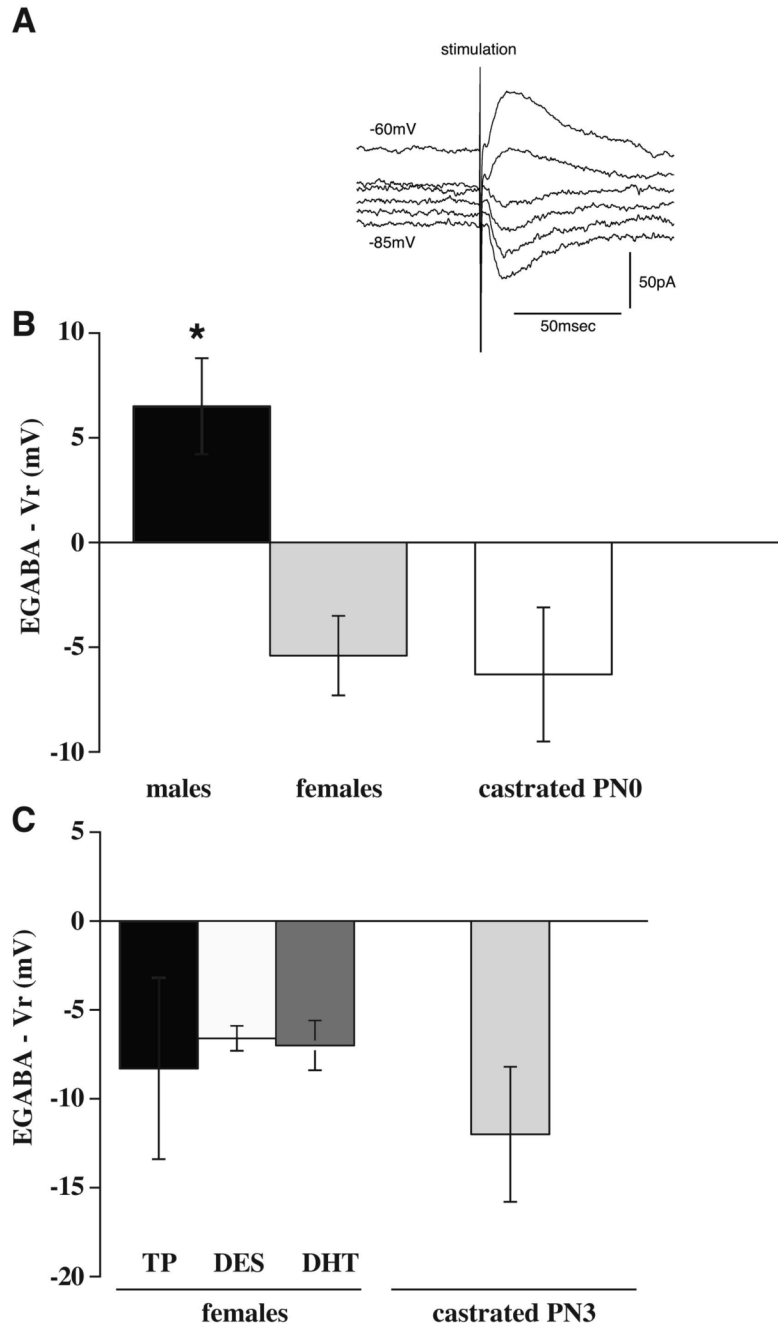 A
stimulation
-60mV
-85mV
50pA
50msec
B
EGABA - Vr (mV)
10
5
0
-5
-10
*
males females castrated PN0
C
EGABA - Vr (mV)
5
0
-5
-10
-15
-20
TP DES DHT
females castrated PN3